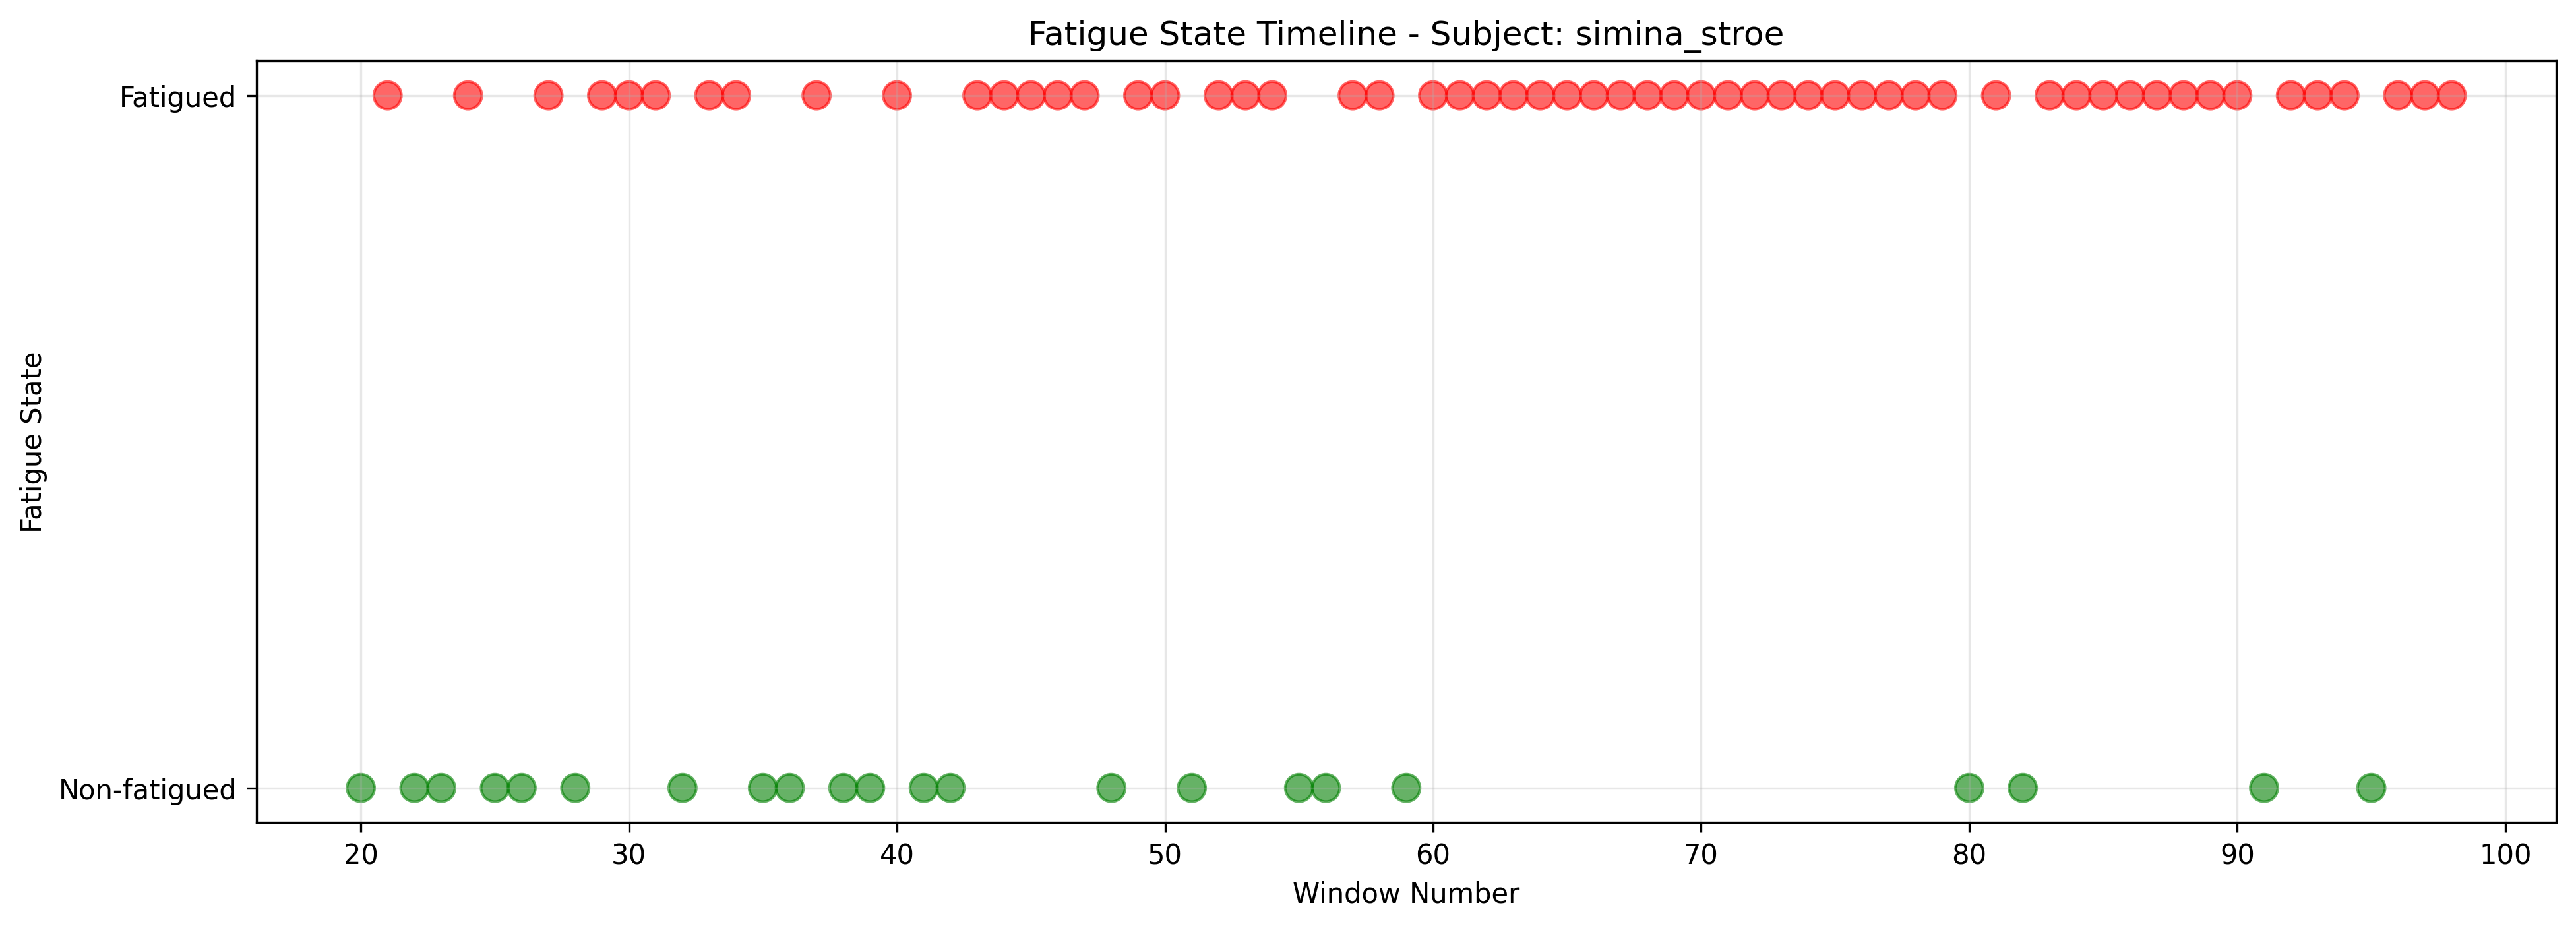 Fatigue State Timeline - Subject: simina_stroe
Fatigued
Fatigue State
Non-fatigued
20 30 40 50 60 70 80 90 100
Window Number